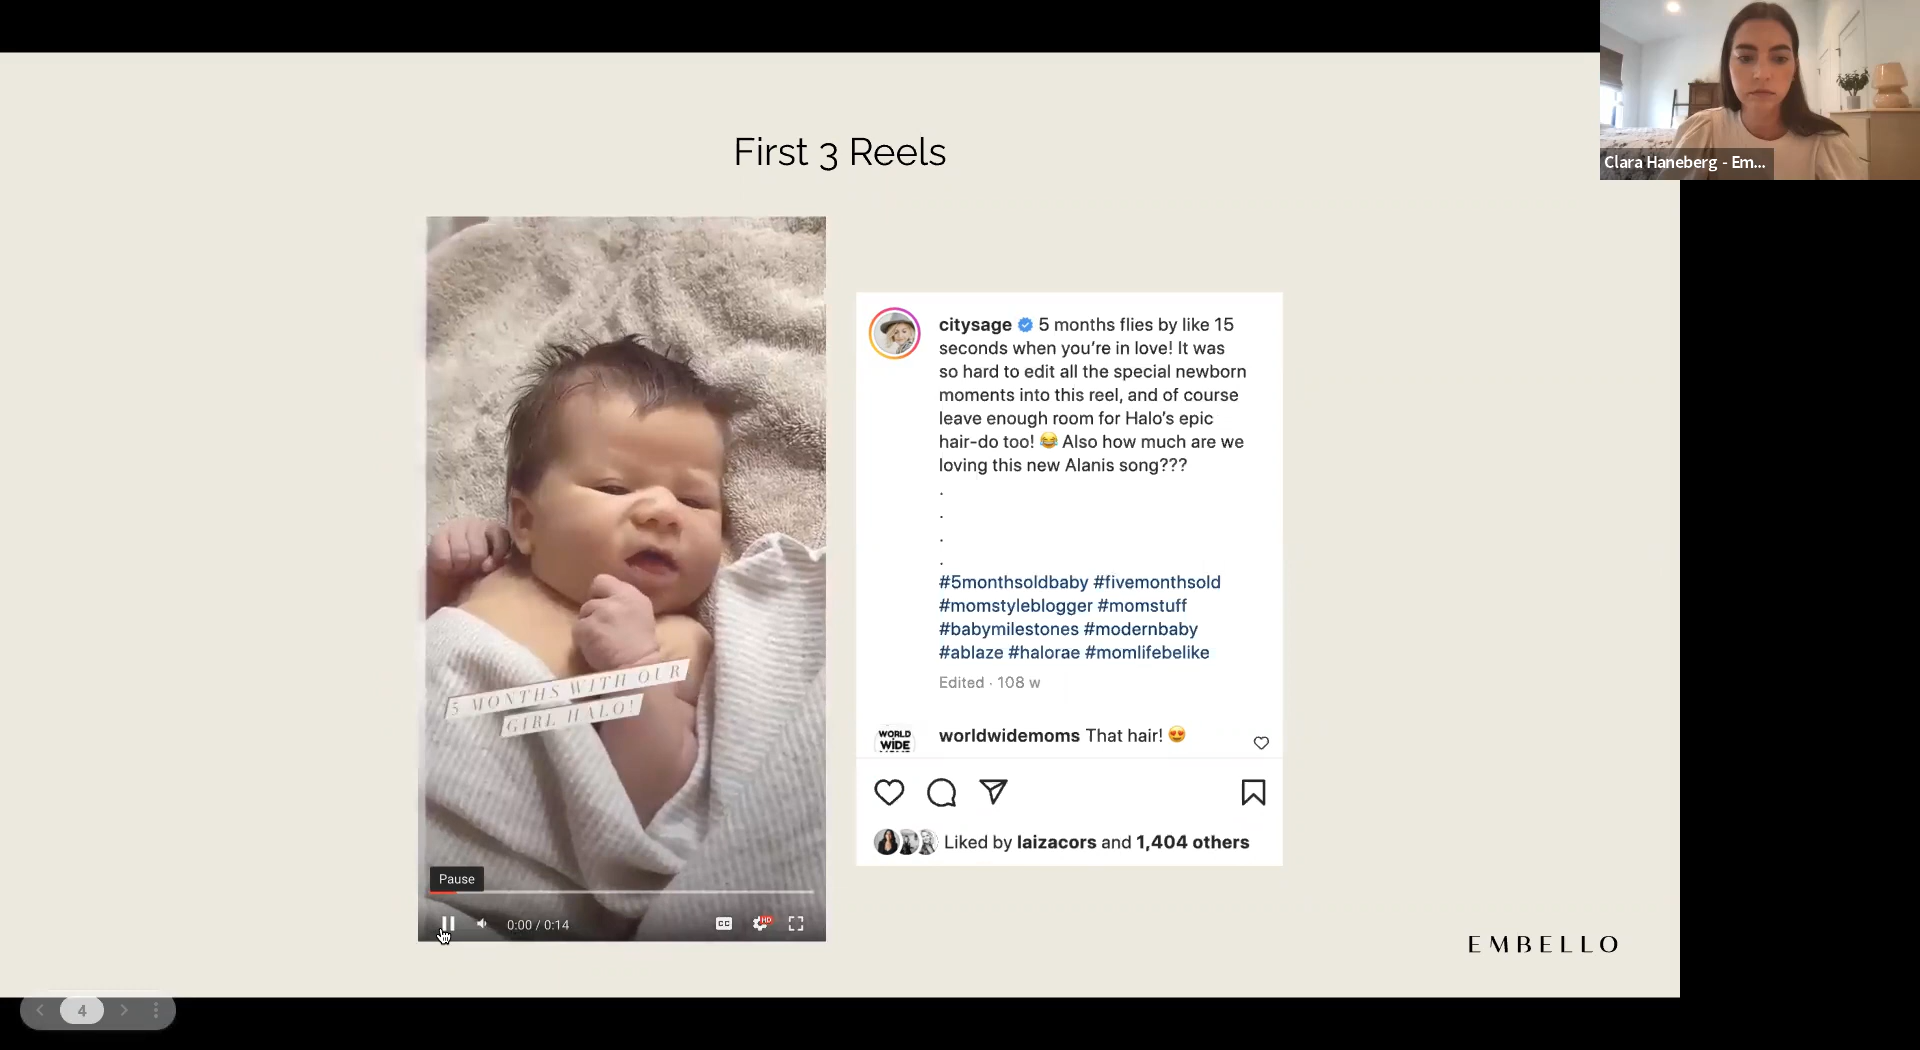 Clara Haneberg - Em...
First 3 Reels
citysage 5 months flies by like 15
seconds when you're in love! It was
so hard to edit all the special newborn
moments into this reel, and of course
leave enough room for Halo's epic
hair-do too! 😂 Also how much are we
loving this new Alanis song???
.
.
.
.
#5monthsoldbaby #fivemonthsold
#momstyleblogger #momstuff
#babymilestones #modernbaby
#ablaze #halorae #momlifebelike
Edited · 108 w
WORLD
WIDE
worldwidemoms That hair! 😍
Liked by laizacors and 1,404 others
5 MONTHS WITH OUR
GIRL HALO!
Pause
0:00 / 0:14
CC
HD
EMBELLO
4